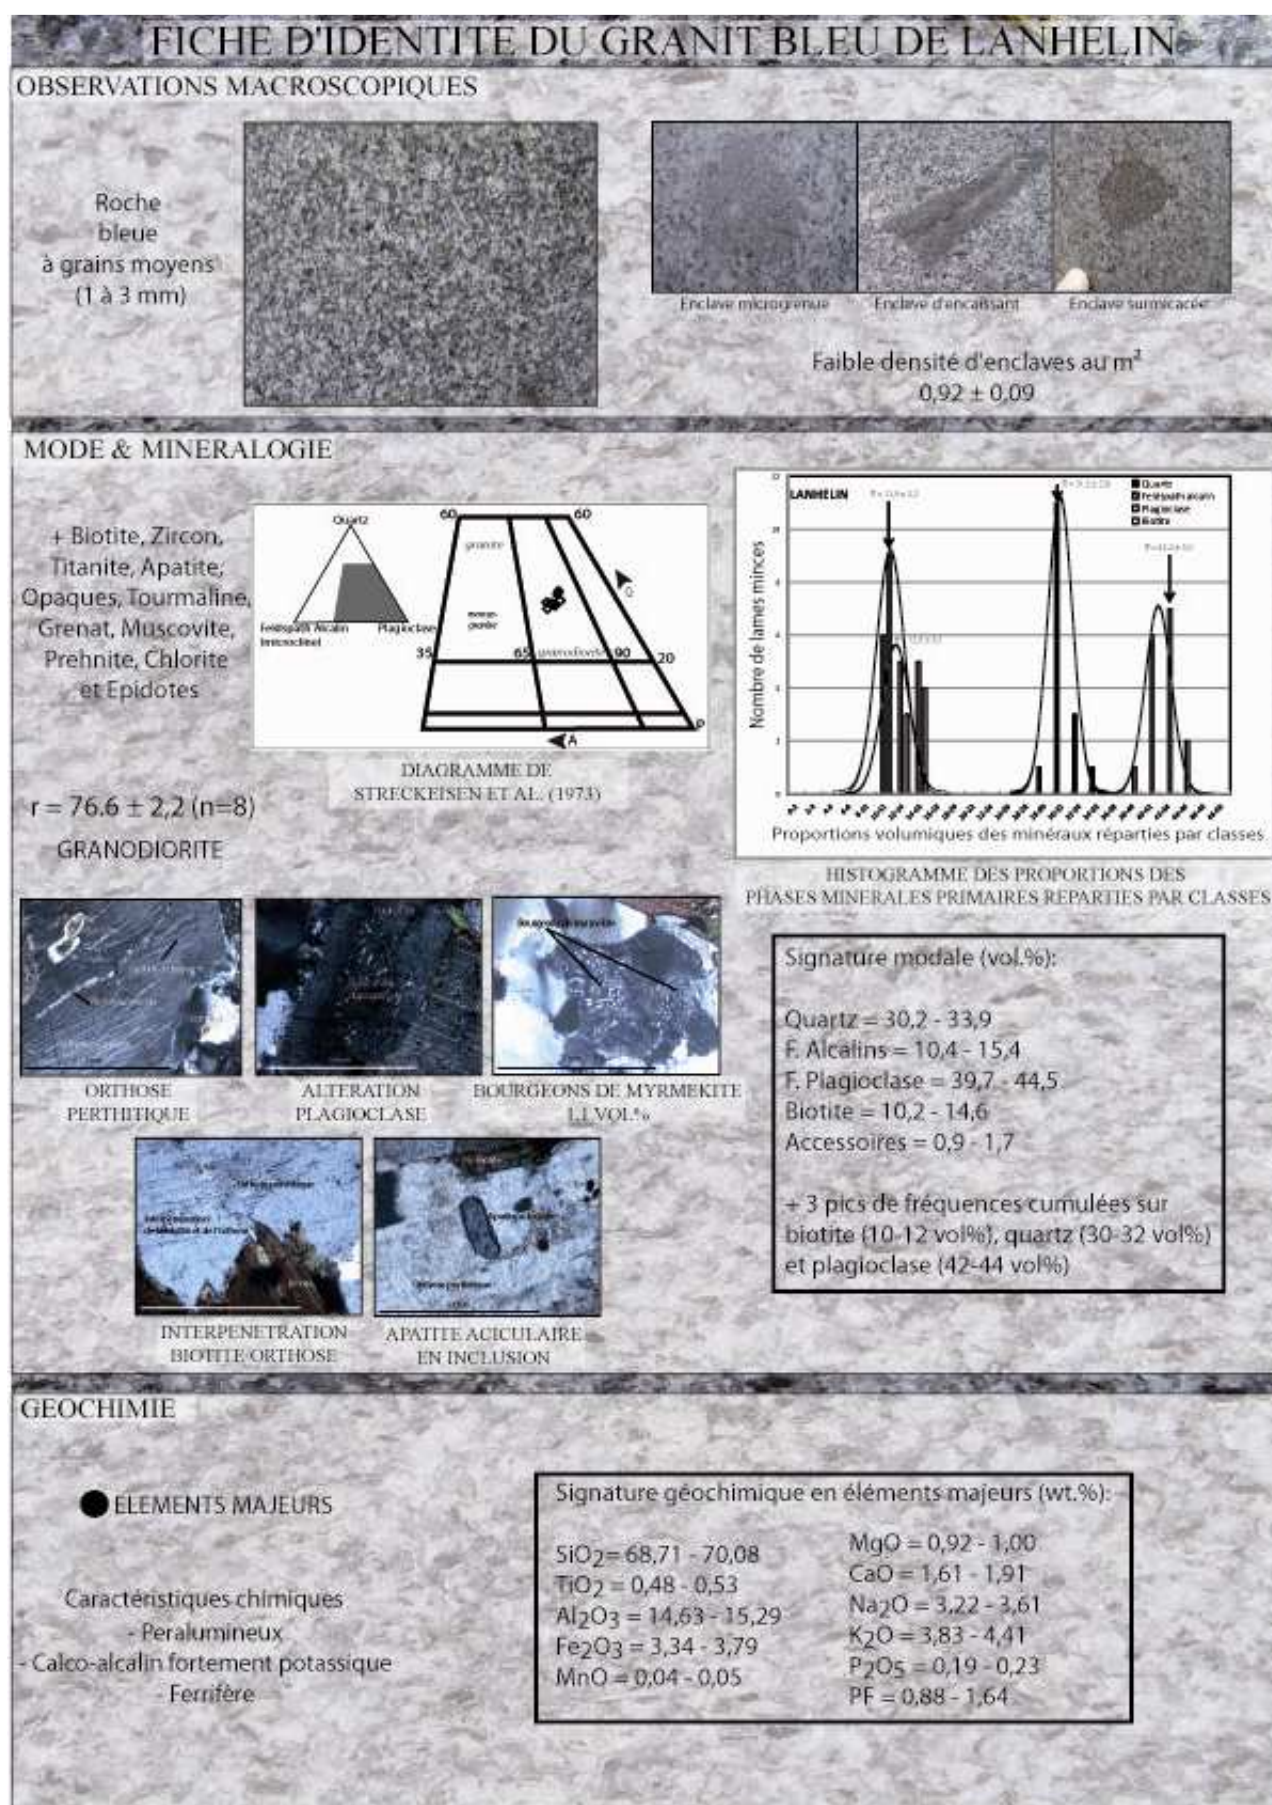 FICHE D'IDENTITE DU GRANIT BLEU DE LANHELIN
OBSERVATIONS MACROSCOPIQUES
Roche
bleue
à grains moyens
(1 à 3 mm)
Enclave microgrenue
Enclave d'encaissant
Enclave surmicacée
Faible densité d'enclaves au m²
0,92 ± 0.09
MODE & MINERALOGIE
+ Biotite, Zircon,
Titanite, Apatite,
Opaques, Tourmaline,
Grenat, Muscovite,
Prehnite, Chlorite
et Epidotes
r = 76.6 ± 2,2 (n=8)
GRANODIORITE
Quartz
Feldspath Alcalin
Plagioclase
60
60
granite
Q
35
65
granodiorite
90
20
P
A
DIAGRAMME DE
STRECKEISEN ET AL. (1973)
LANHELIN
Quartz
Feldspath alcalin
Plagioclase
Biotite
Nombre de lames minces
Proportions volumiques des minéraux réparties par classes
HISTOGRAMME DES PROPORTIONS DES
PHASES MINERALES PRIMAIRES REPARTIES PAR CLASSES
ORTHOSE
PERTHITIQUE
ALTERATION
PLAGIOCLASE
BOURGEONS DE MYRMEKITE
1.1 VOL.%
INTERPENETRATION
BIOTITE-ORTHOSE
APATITE ACICULAIRE
EN INCLUSION
Signature modale (vol.%):
Quartz = 30,2 - 33,9
F. Alcalins = 10,4 - 15,4
F. Plagioclase = 39,7 - 44,5
Biotite = 10,2 - 14,6
Accessoires = 0,9 - 1,7
+ 3 pics de fréquences cumulées sur
biotite (10-12 vol%), quartz (30-32 vol%)
et plagioclase (42-44 vol%)
GEOCHIMIE
ELEMENTS MAJEURS
Caractéristiques chimiques
- Peralumineux
- Calco-alcalin fortement potassique
- Ferrifère
Signature géochimique en éléments majeurs (wt.%):
SiO2= 68,71 - 70,08
TiO2 = 0,48 - 0,53
Al2O3 = 14,63 - 15,29
Fe2O3 = 3,34 - 3,79
MnO = 0,04 - 0,05
MgO = 0,92 - 1,00
CaO = 1,61 - 1,91
Na2O = 3,22 - 3,61
K2O = 3,83 - 4,41
P2O5 = 0,19 - 0,23
PF = 0,88 - 1,64